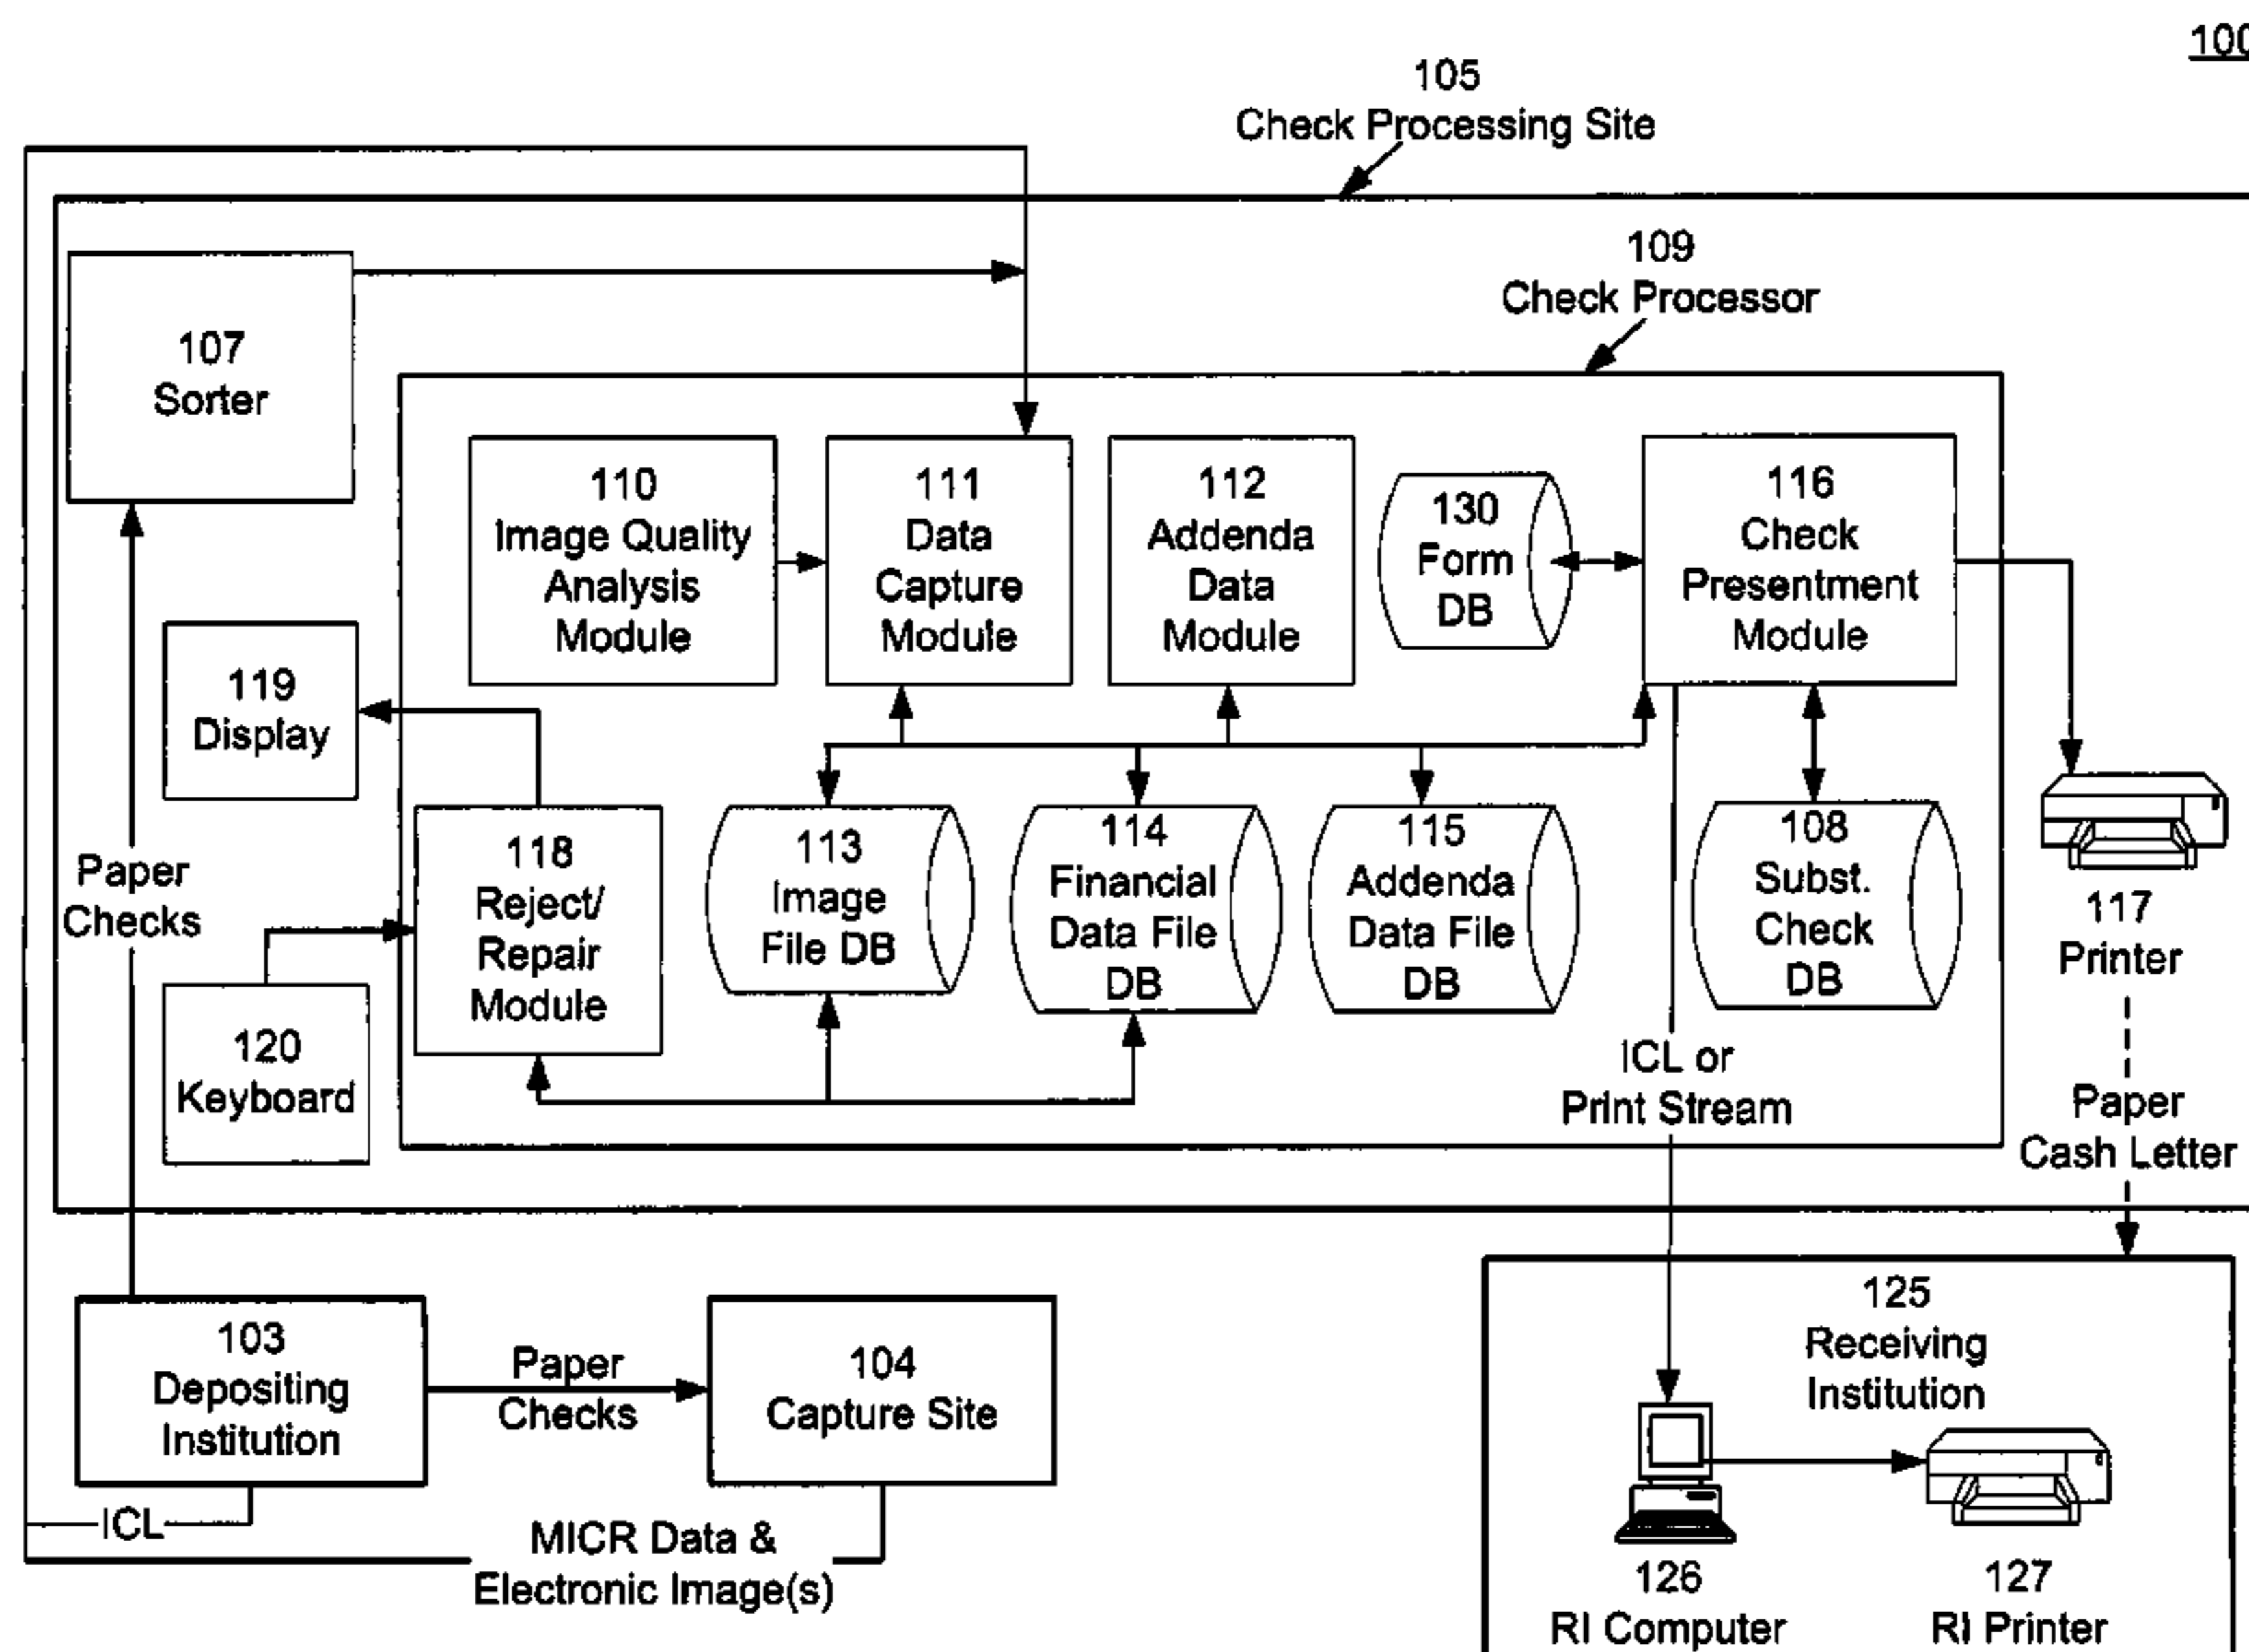 100
105
Check Processing Site
109
Check Processor
107
Sorter
110
Image Quality
Analysis
Module
111
Data
Capture
Module
112
Addenda
Data
Module
130
Form
DB
116
Check
Presentment
Module
119
Display
118
Reject/
Repair
Module
113
Image
File DB
114
Financial
Data File
DB
115
Addenda
Data File
DB
108
Subst.
Check
DB
117
Printer
Paper
Checks
120
Keyboard
ICL or
Print Stream
Paper
Cash Letter
103
Depositing
Institution
Paper
Checks
104
Capture Site
125
Receiving
Institution
ICL
MICR Data &
Electronic Image(s)
126
RI Computer
127
RI Printer